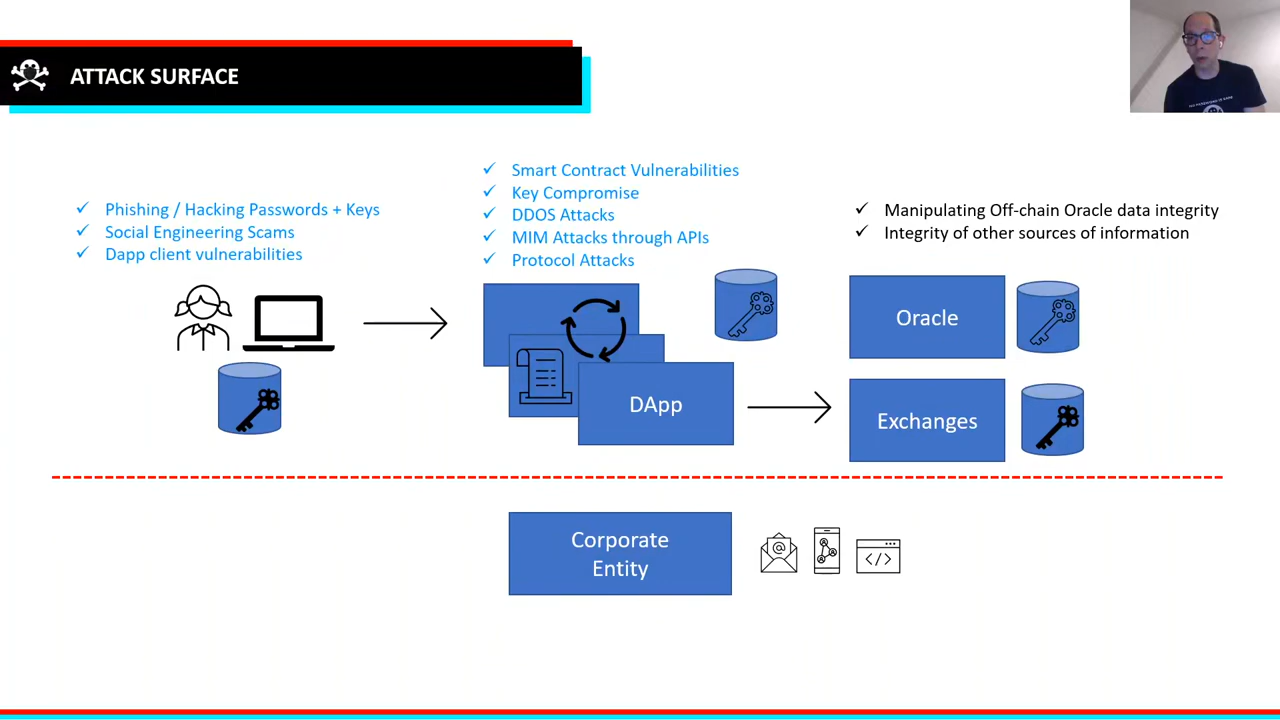 ATTACK SURFACE
Phishing / Hacking Passwords + Keys
Social Engineering Scams
Dapp client vulnerabilities
Smart Contract Vulnerabilities
Key Compromise
DDOS Attacks
MIM Attacks through APIs
Protocol Attacks
Manipulating Off-chain Oracle data integrity
Integrity of other sources of information
DApp
Oracle
Exchanges
Corporate
Entity